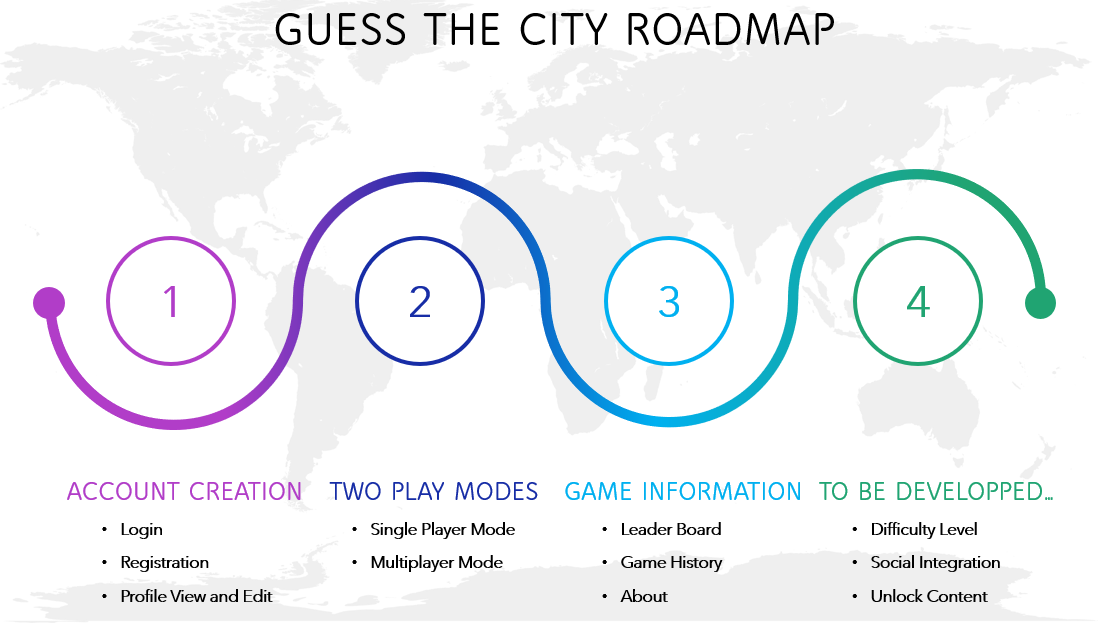 GUESS THE CITY ROADMAP
1
2
3
4
ACCOUNT CREATION
• Login
• Registration
• Profile View and Edit
TWO PLAY MODES
• Single Player Mode
• Multiplayer Mode
GAME INFORMATION
• Leader Board
• Game History
• About
TO BE DEVELOPPED…
• Difficulty Level
• Social Integration
• Unlock Content